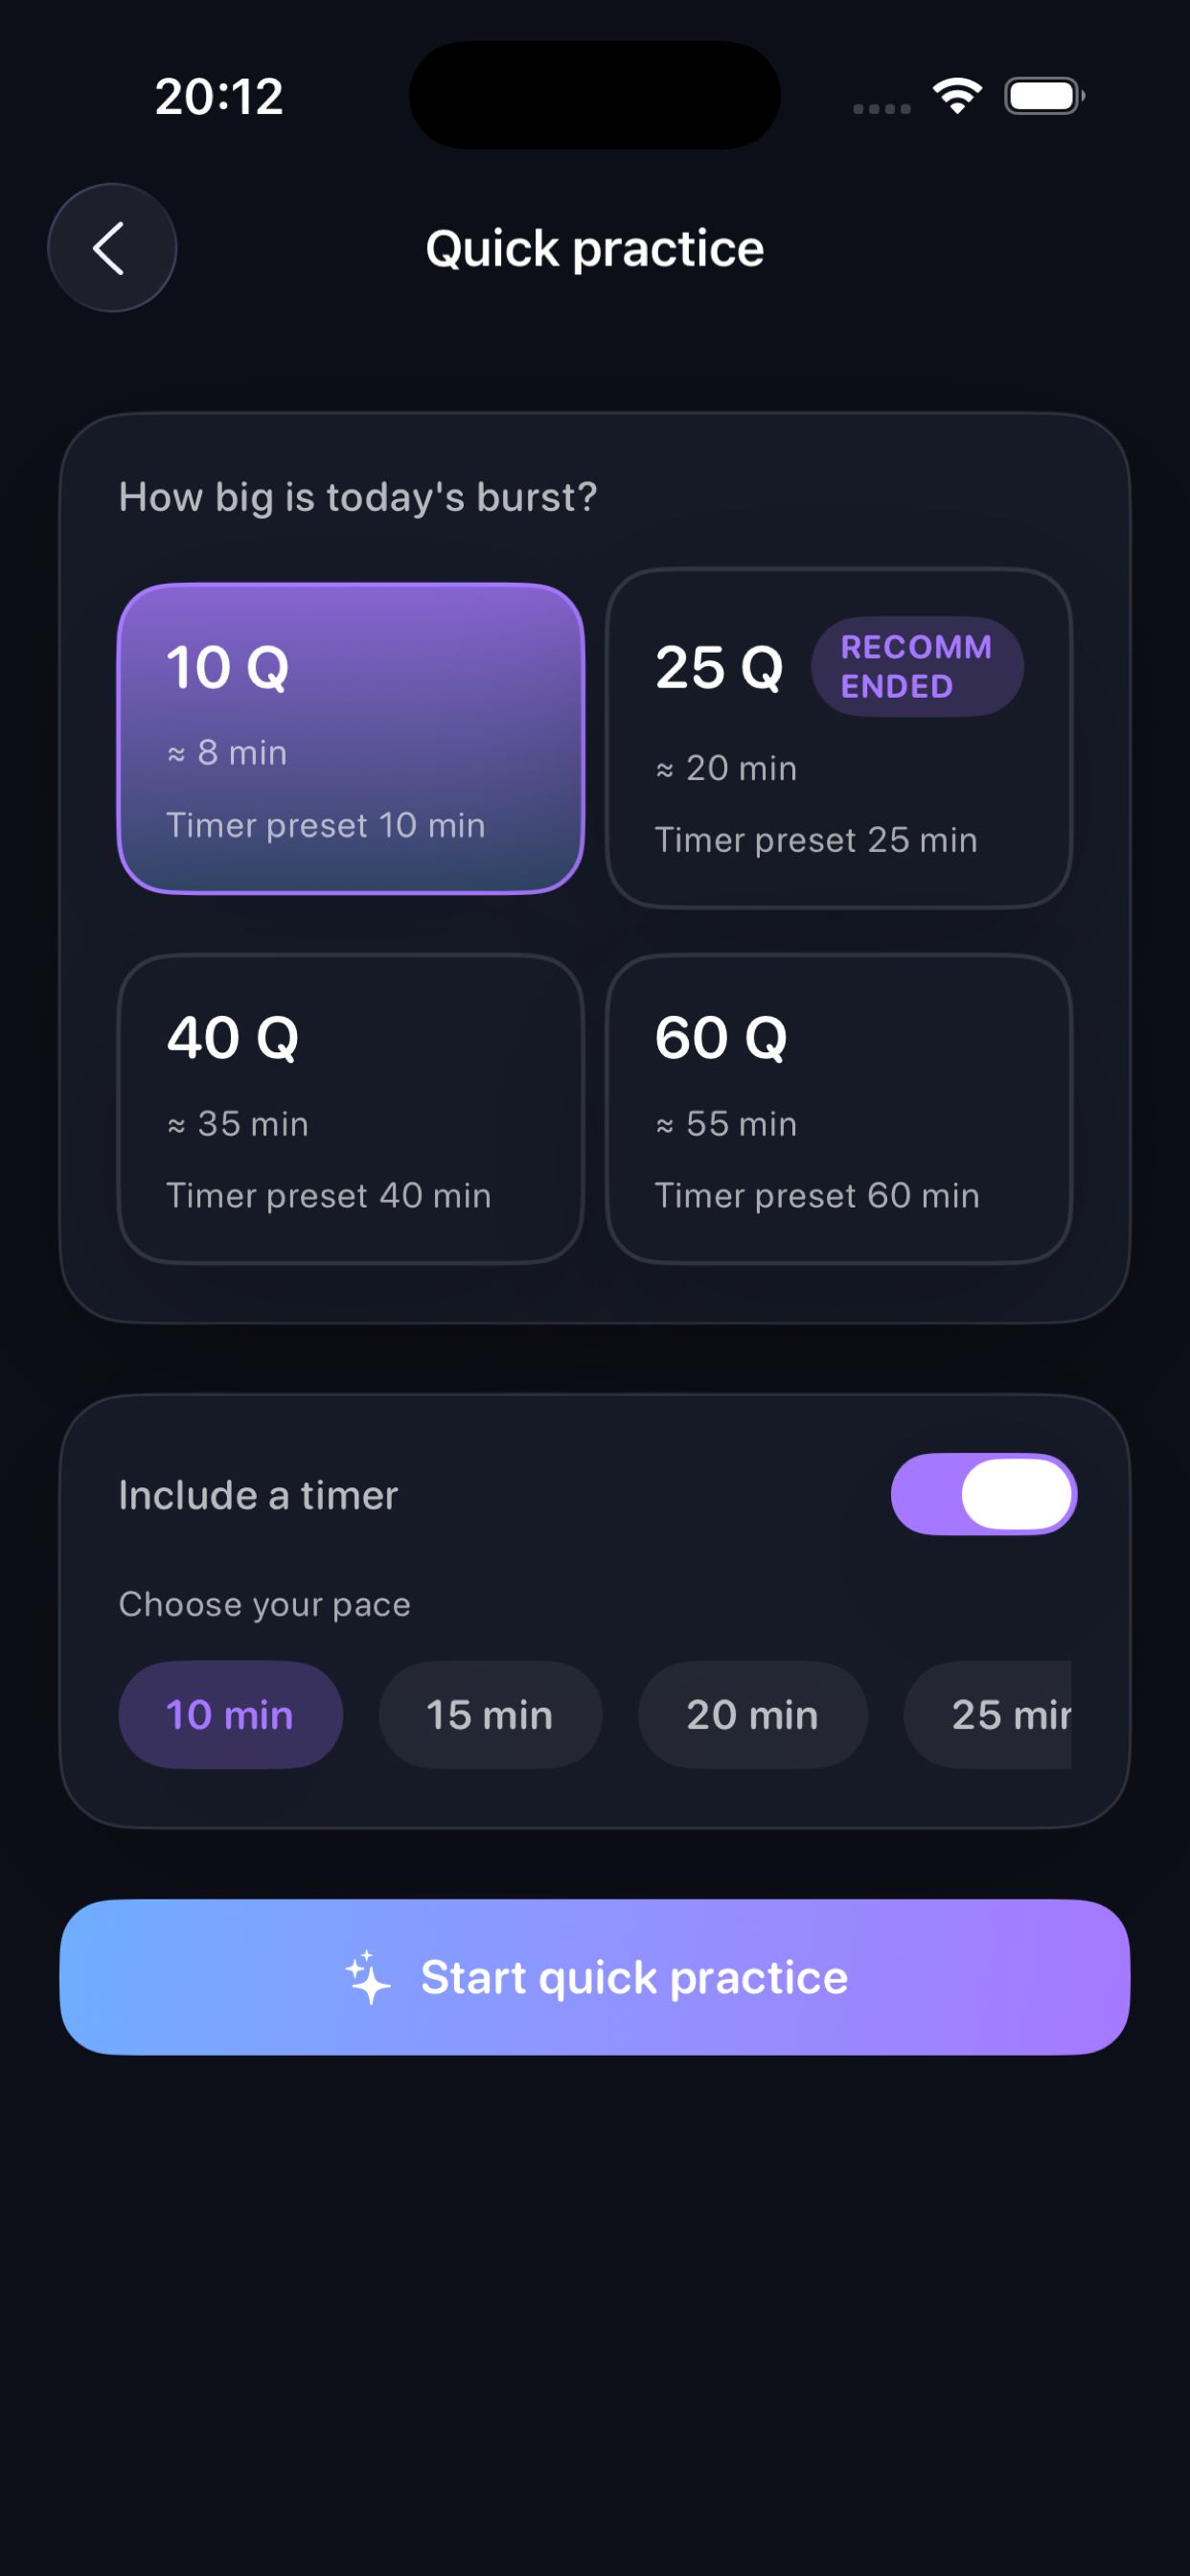 20:12
Quick practice
How big is today's burst?
10 Q
≈ 8 min
Timer preset 10 min
25 Q
RECOMM
ENDED
≈ 20 min
Timer preset 25 min
40 Q
≈ 35 min
Timer preset 40 min
60 Q
≈ 55 min
Timer preset 60 min
Include a timer
Choose your pace
10 min
15 min
20 min
25 min
Start quick practice